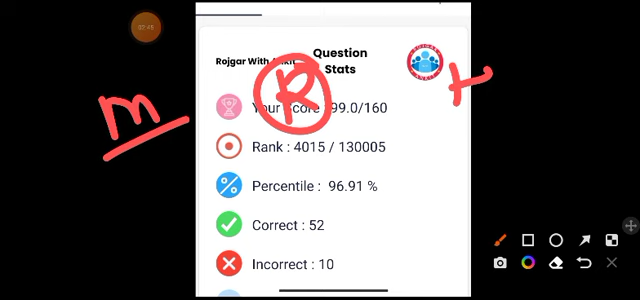 02:45
Rojgar With Ankit
Question
Stats
R
m
Your Score : 99.0/160
Rank : 4015 / 130005
Percentile : 96.91 %
Correct : 52
Incorrect : 10